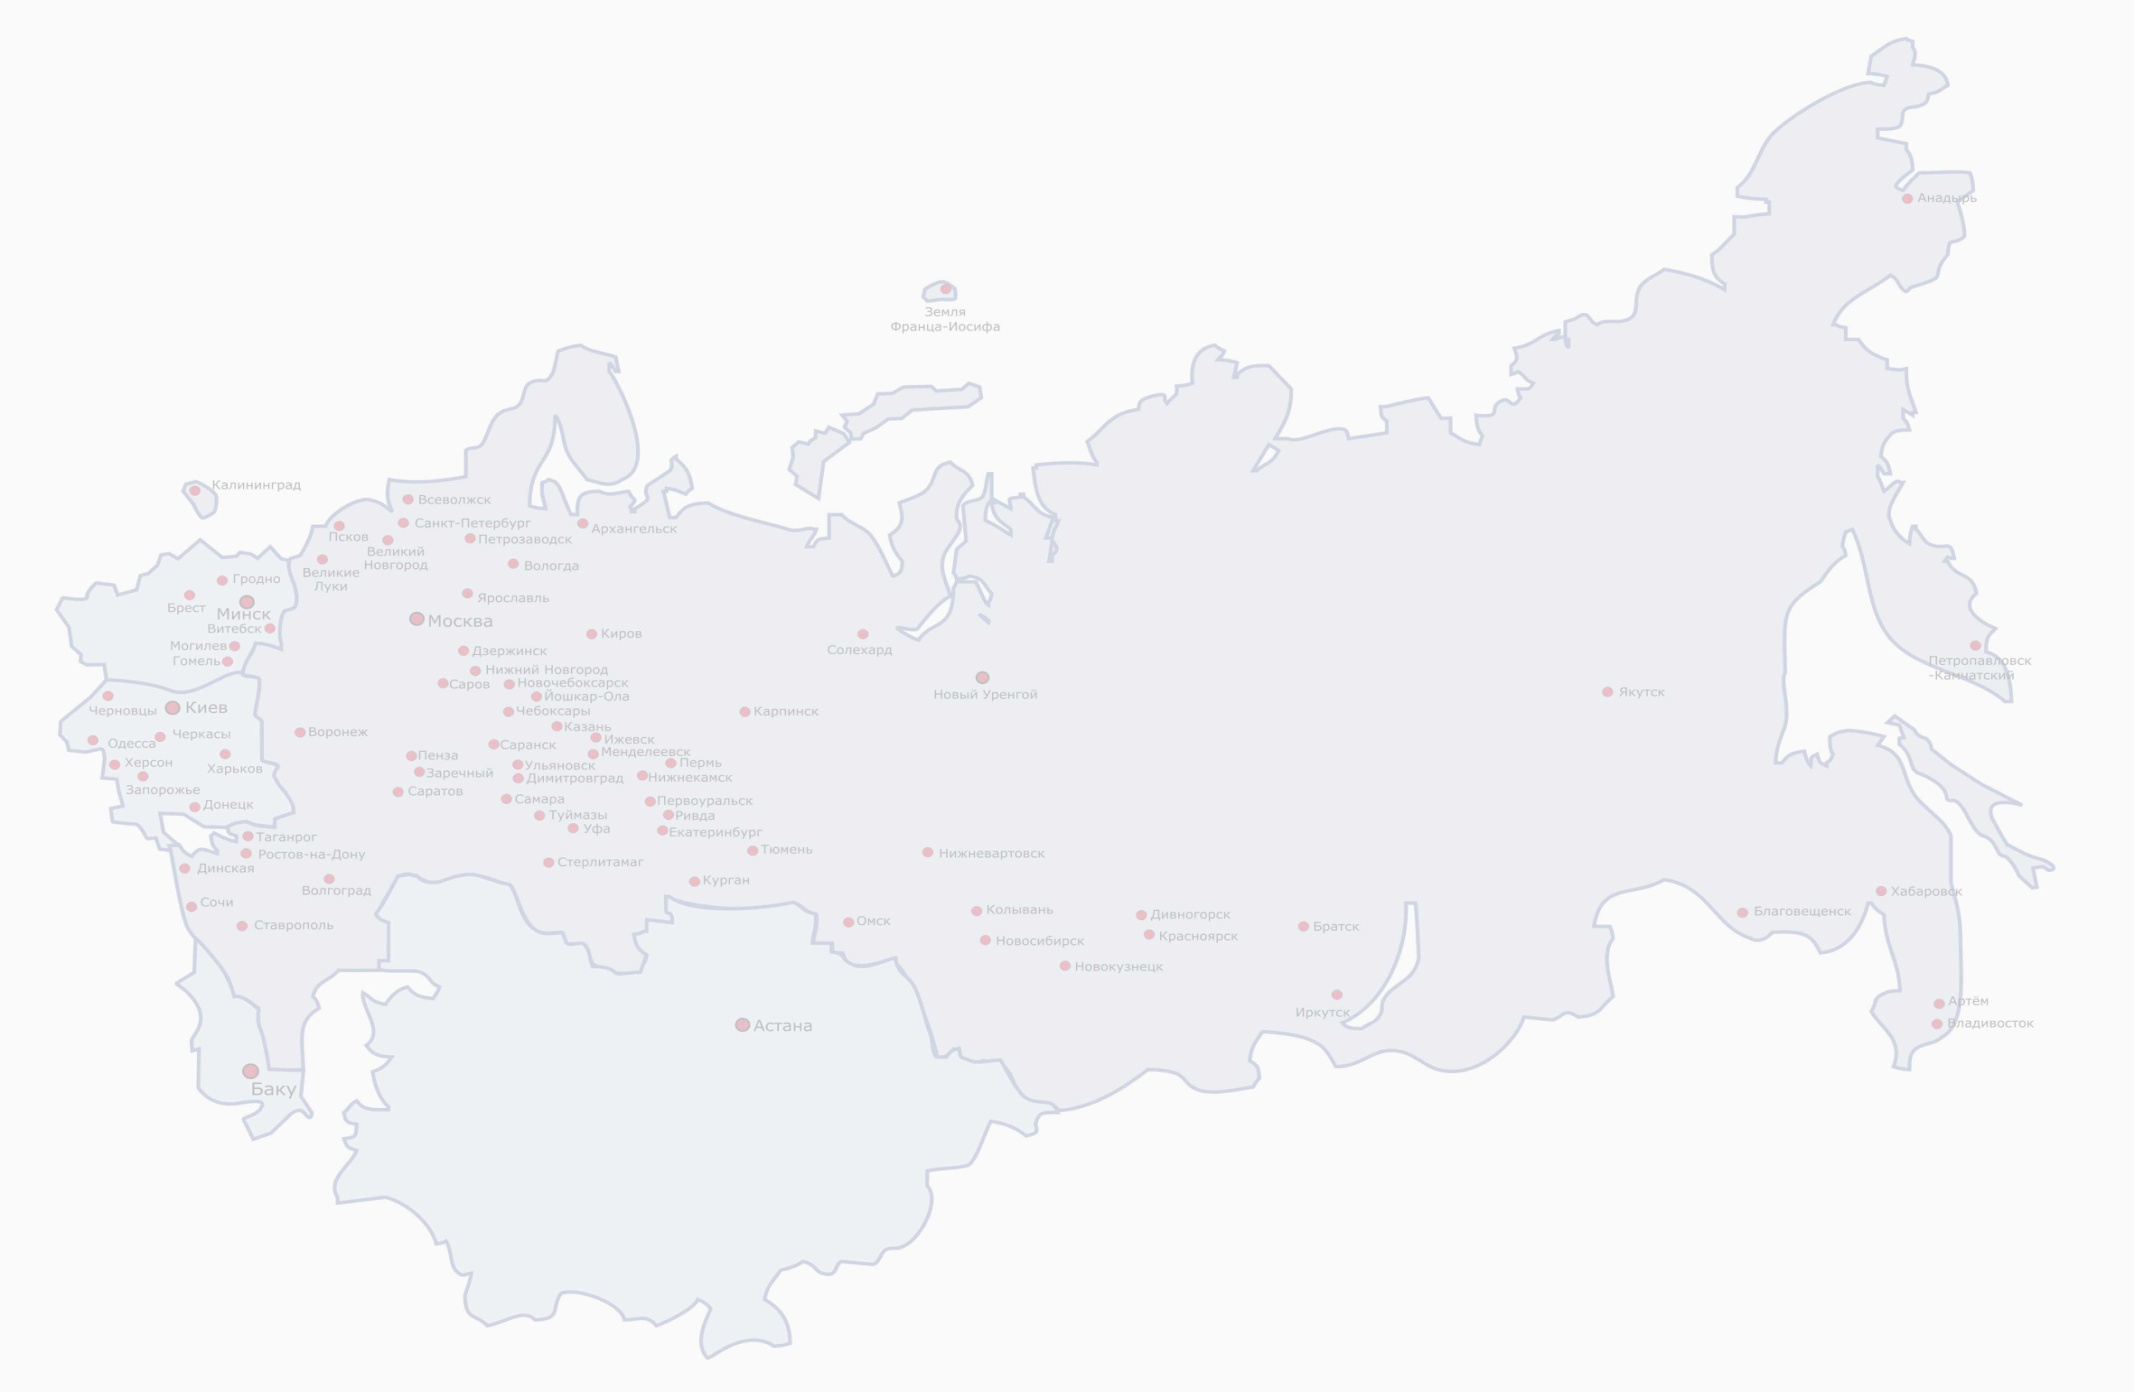 Анадырь
Земля
Франца-Иосифа
Калининград
Всеволжск
Санкт-Петербург
Псков
Архангельск
Петрозаводск
Великий
Новгород
Вологда
Великие
Луки
Гродно
Ярославль
Брест
Минск
Москва
Витебск
Киров
Могилев
Гомель
Дзержинск
Солехард
Нижний Новгород
Саров
Новочебоксарск
Йошкар-Ола
Новый Уренгой
Петропавловск
-Камчатский
Якутск
Черновцы
Киев
Чебоксары
Карпинск
Казань
Воронеж
Черкасы
Ижевск
Одесса
Саранск
Менделеевск
Пенза
Херсон
Харьков
Ульяновск
Пермь
Заречный
Димитровград
Нижнекамск
Запорожье
Саратов
Самара
Первоуральск
Донецк
Туймазы
Ривда
Уфа
Екатеринбург
Таганрог
Ростов-на-Дону
Тюмень
Нижневартовск
Стерлитамаг
Динская
Курган
Волгоград
Хабаровск
Сочи
Колывань
Дивногорск
Благовещенск
Омск
Ставрополь
Братск
Красноярск
Новосибирск
Новокузнецк
Артём
Иркутск
Владивосток
Астана
Баку